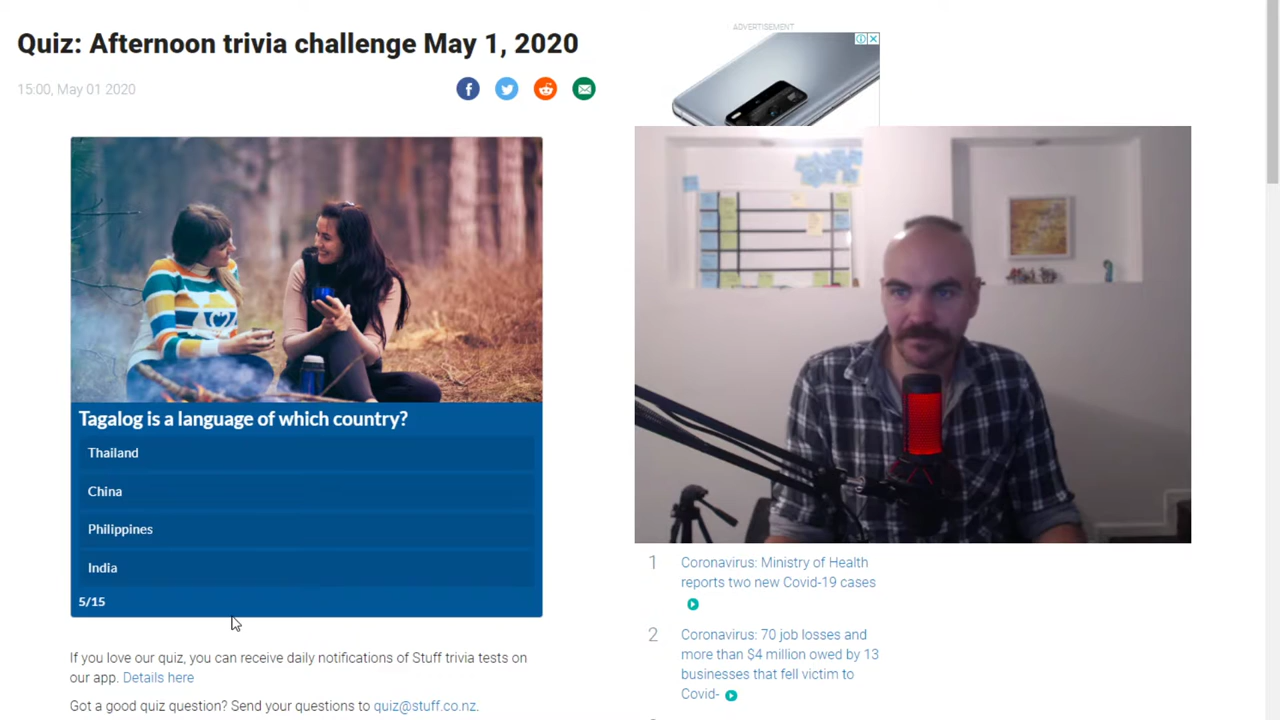 Quiz: Afternoon trivia challenge May 1, 2020
15:00, May 01 2020
ADVERTISEMENT
Tagalog is a language of which country?
Thailand
China
Philippines
India
5/15
If you love our quiz, you can receive daily notifications of Stuff trivia tests on
our app. Details here
Got a good quiz question? Send your questions to quiz@stuff.co.nz.
1 Coronavirus: Ministry of Health
reports two new Covid-19 cases
2 Coronavirus: 70 job losses and
more than $4 million owed by 13
businesses that fell victim to
Covid-